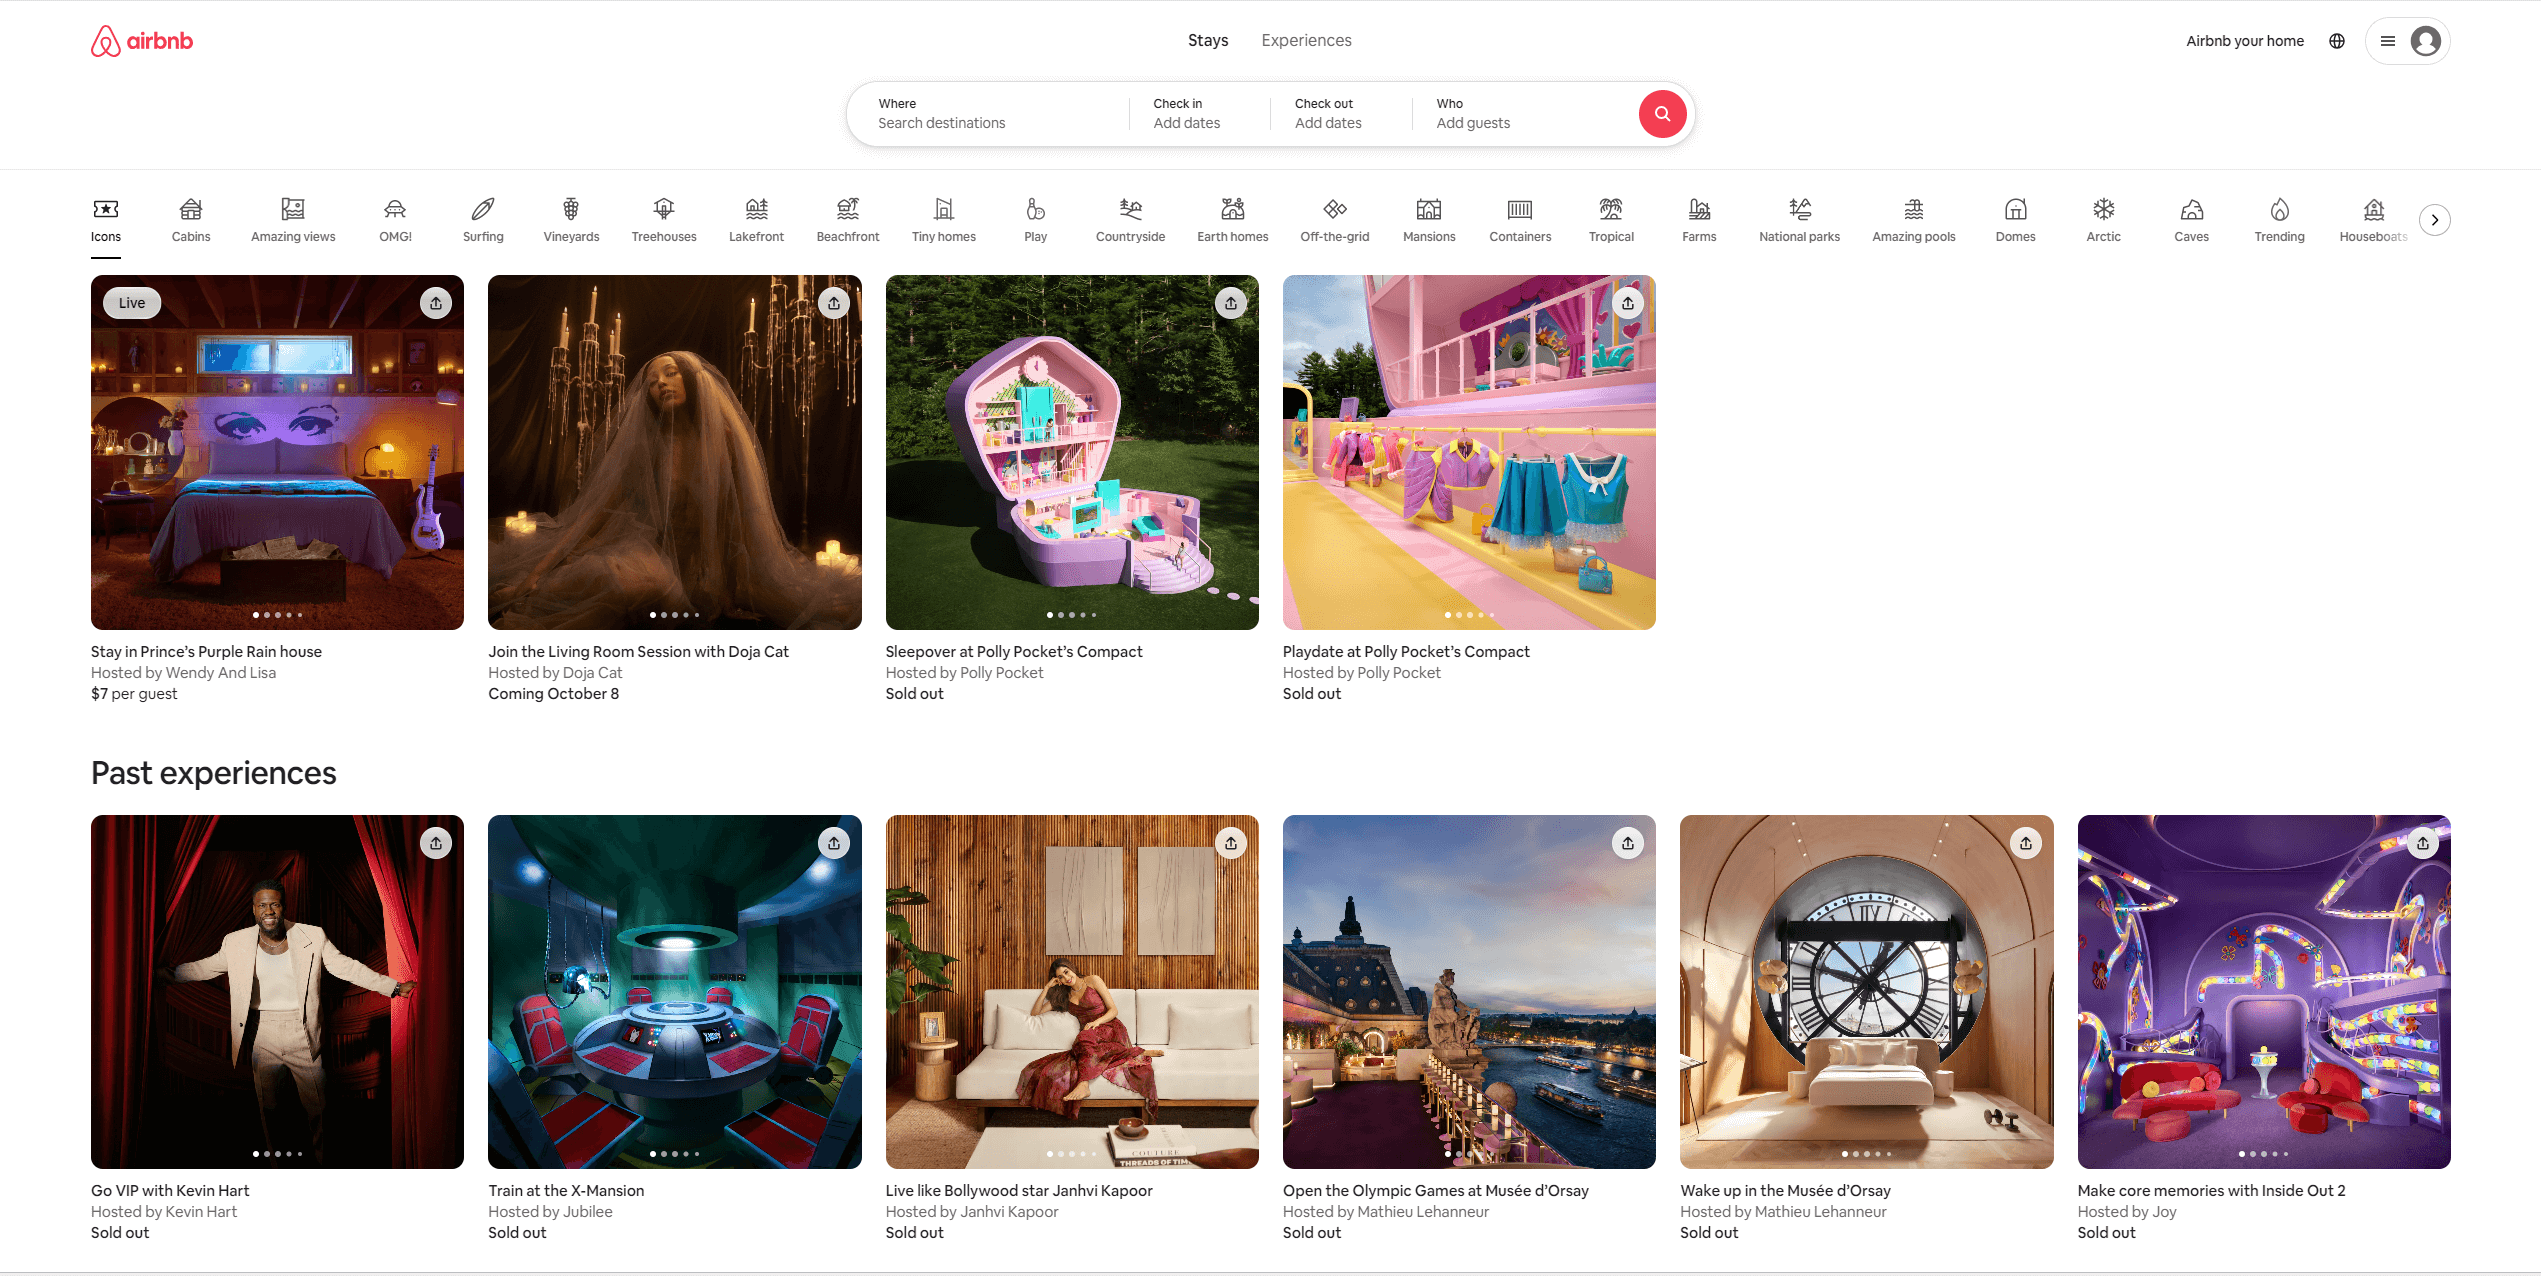 airbnb
Stays
Experiences
Airbnb your home
Where
Search destinations
Check in
Add dates
Check out
Add dates
Who
Add guests
Icons
Cabins
Amazing views
OMG!
Surfing
Vineyards
Treehouses
Lakefront
Beachfront
Tiny homes
Play
Countryside
Earth homes
Off-the-grid
Mansions
Containers
Tropical
Farms
National parks
Amazing pools
Domes
Arctic
Caves
Trending
Houseboats
Live
Stay in Prince’s Purple Rain house
Hosted by Wendy And Lisa
$7 per guest
Join the Living Room Session with Doja Cat
Hosted by Doja Cat
Coming October 8
Sleepover at Polly Pocket’s Compact
Hosted by Polly Pocket
Sold out
Playdate at Polly Pocket’s Compact
Hosted by Polly Pocket
Sold out
Past experiences
COUTURE
THREADS OF TIM
Go VIP with Kevin Hart
Hosted by Kevin Hart
Sold out
Train at the X-Mansion
Hosted by Jubilee
Sold out
Live like Bollywood star Janhvi Kapoor
Hosted by Janhvi Kapoor
Sold out
Open the Olympic Games at Musée d’Orsay
Hosted by Mathieu Lehanneur
Sold out
Wake up in the Musée d’Orsay
Hosted by Mathieu Lehanneur
Sold out
Make core memories with Inside Out 2
Hosted by Joy
Sold out